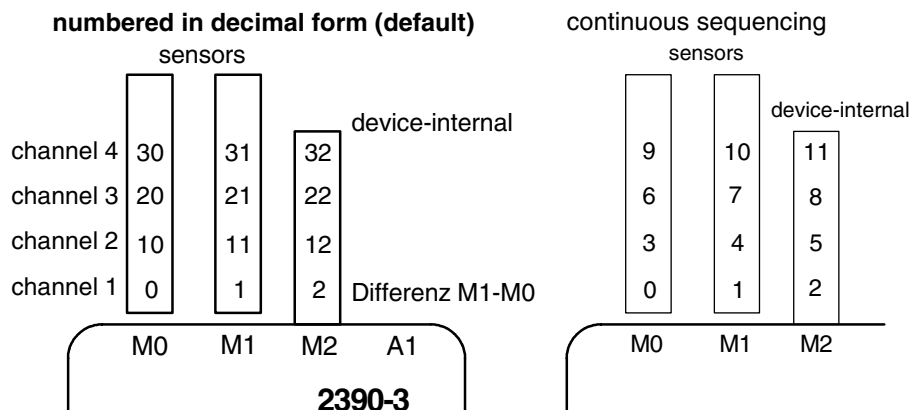 numbered in decimal form (default)
sensors
device-internal
channel 4 30 31 32
channel 3 20 21 22
channel 2 10 11 12
channel 1 0 1 2 Differenz M1-M0
M0 M1 M2 A1
2390-3
continuous sequencing
sensors
device-internal
9 10 11
6 7 8
3 4 5
0 1 2
M0 M1 M2